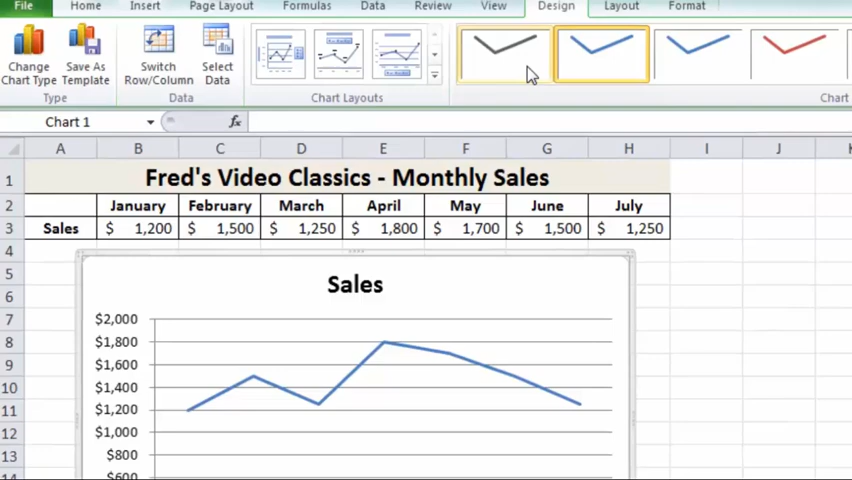 File Home Insert Page Layout Formulas Data Review View Design Layout Format
Change Chart Type
Save As Template
Switch Row/Column
Select Data
Type Data Chart Layouts Chart
Chart 1 fx
A B C D E F G H I J K
1 Fred's Video Classics - Monthly Sales
2 January February March April May June July
3 Sales $ 1,200 $ 1,500 $ 1,250 $ 1,800 $ 1,700 $ 1,500 $ 1,250
4
5 Sales
6
7 $2,000
8 $1,800
9 $1,600
10 $1,400
11 $1,200
12 $1,000
13 $800
14 $600